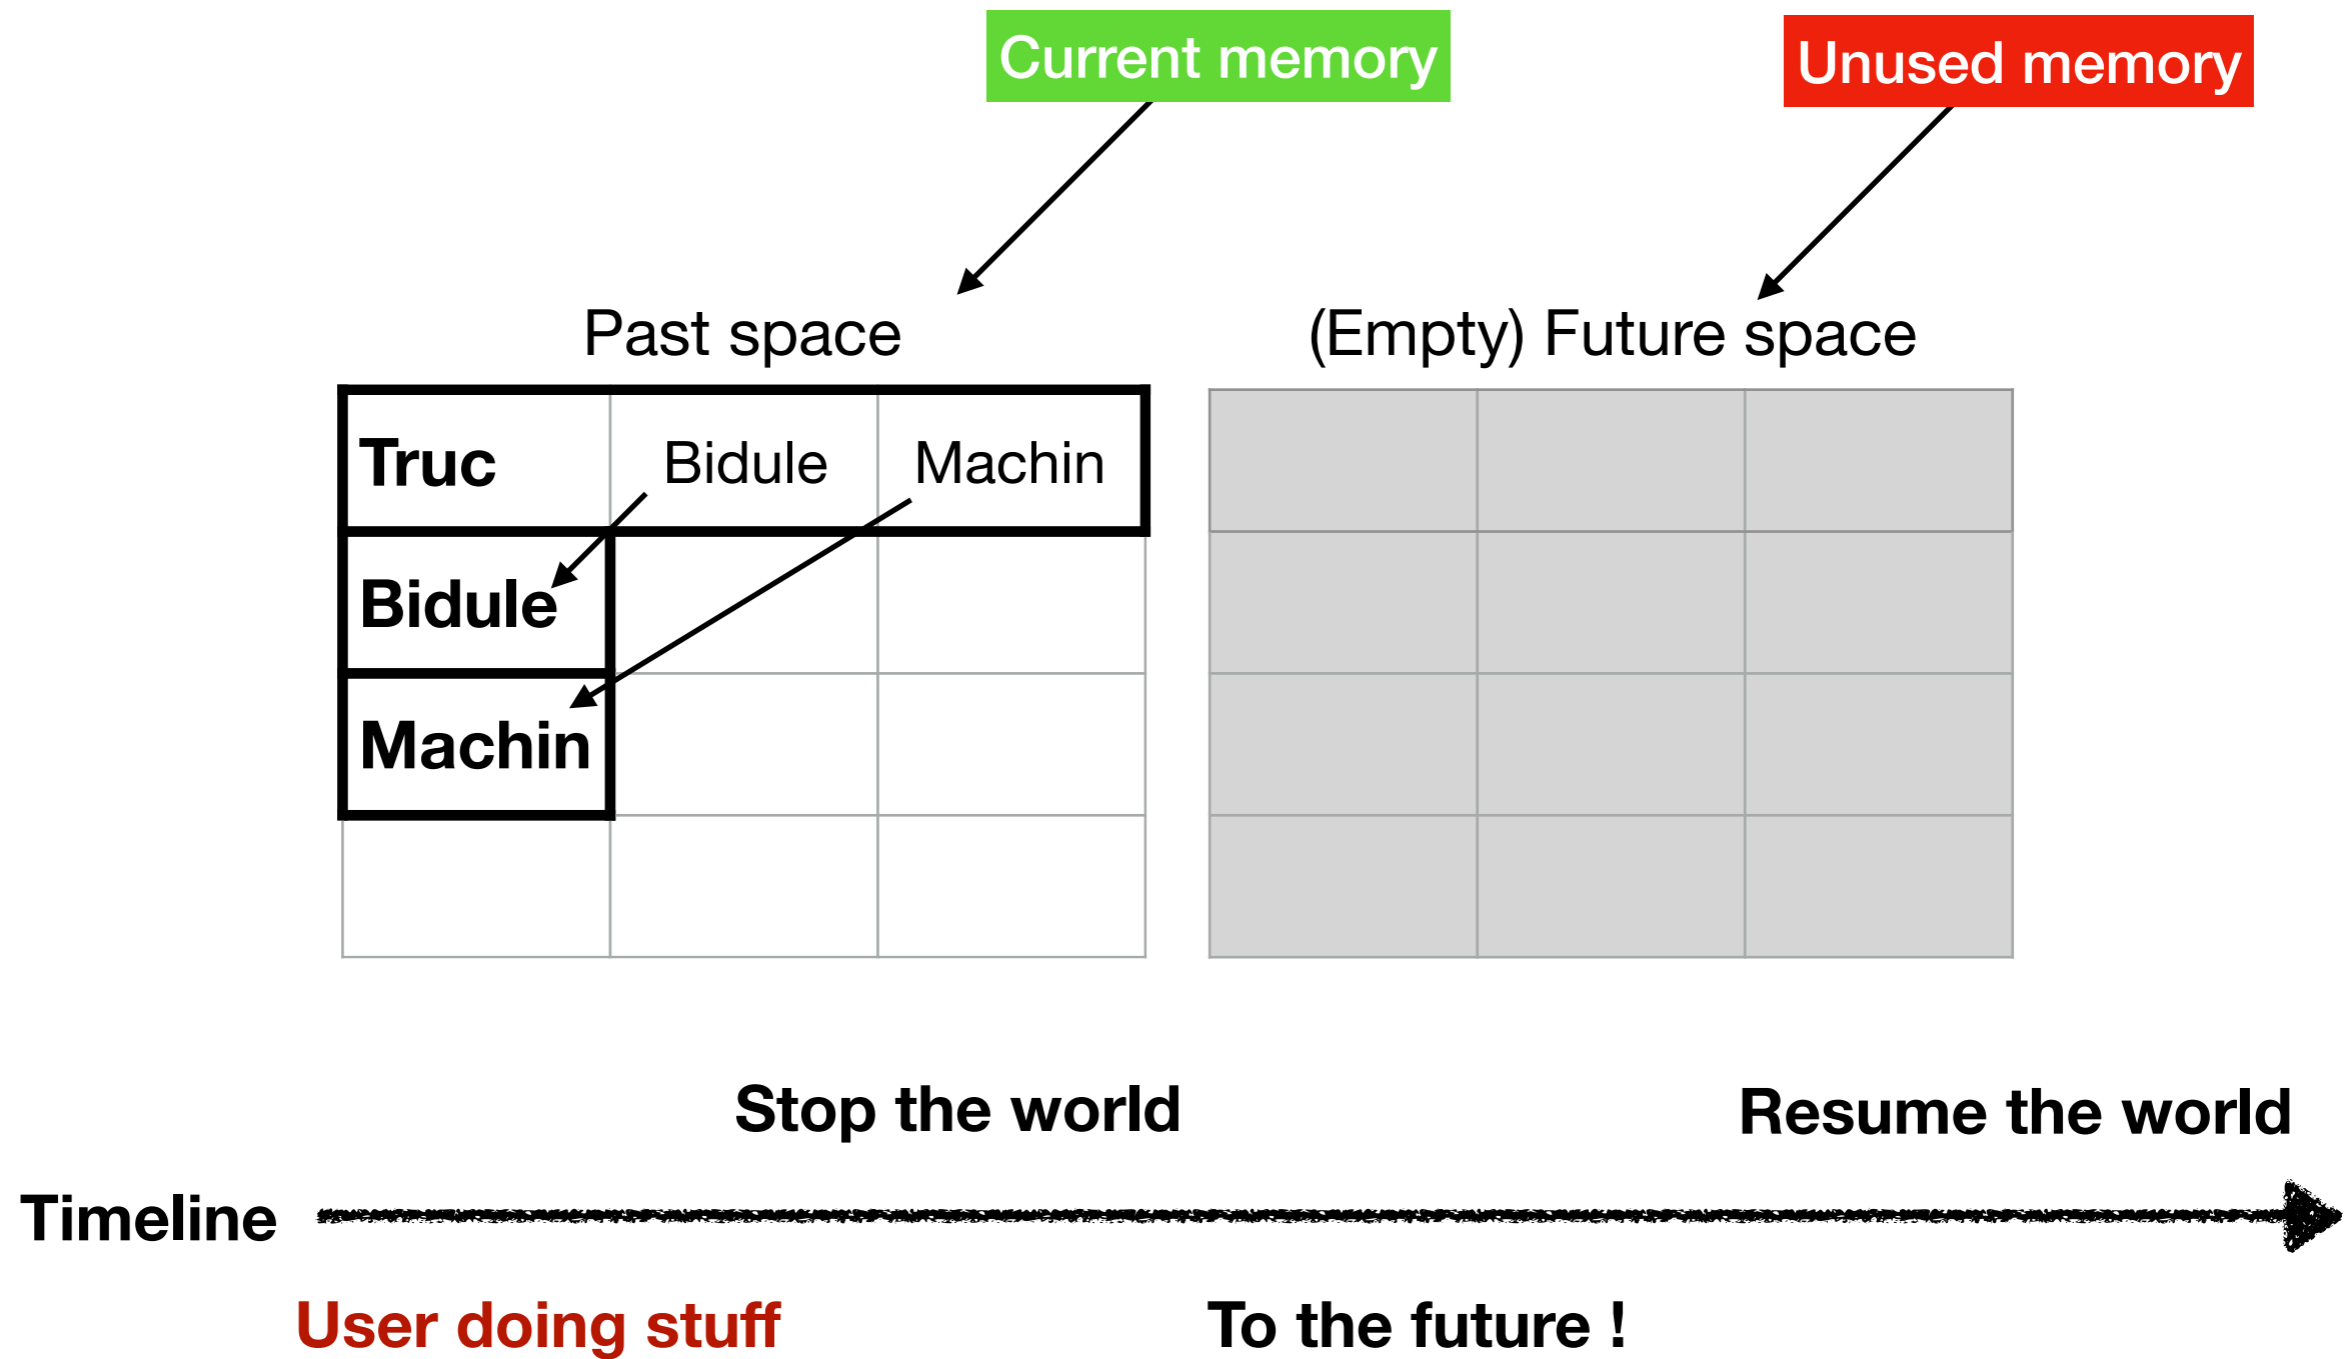 Current memory
Unused memory
Past space
(Empty) Future space
Truc Bidule Machin
Bidule
Machin
Stop the world
Resume the world
Timeline
User doing stuff
To the future !